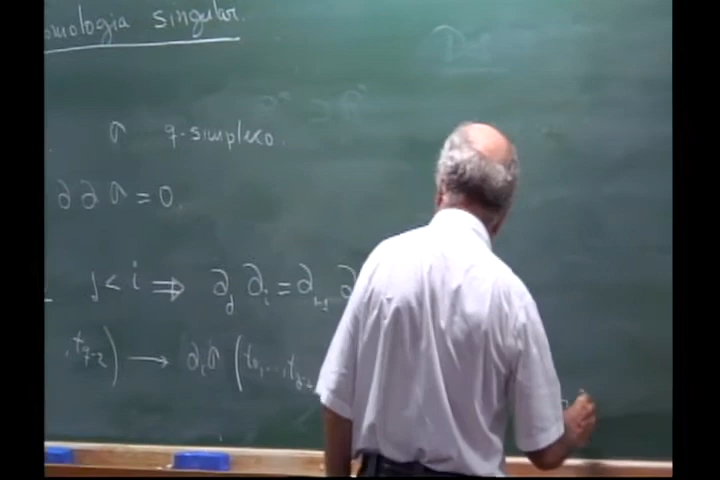 omologia singular.
σ q-simplexo.
∂ ∂ σ = 0.
j < i ⟹ ∂_j ∂_i = ∂_{i-1} ∂
, t_{q-2}) ⟶ ∂_i σ (t_0, ..., t_{j-1}